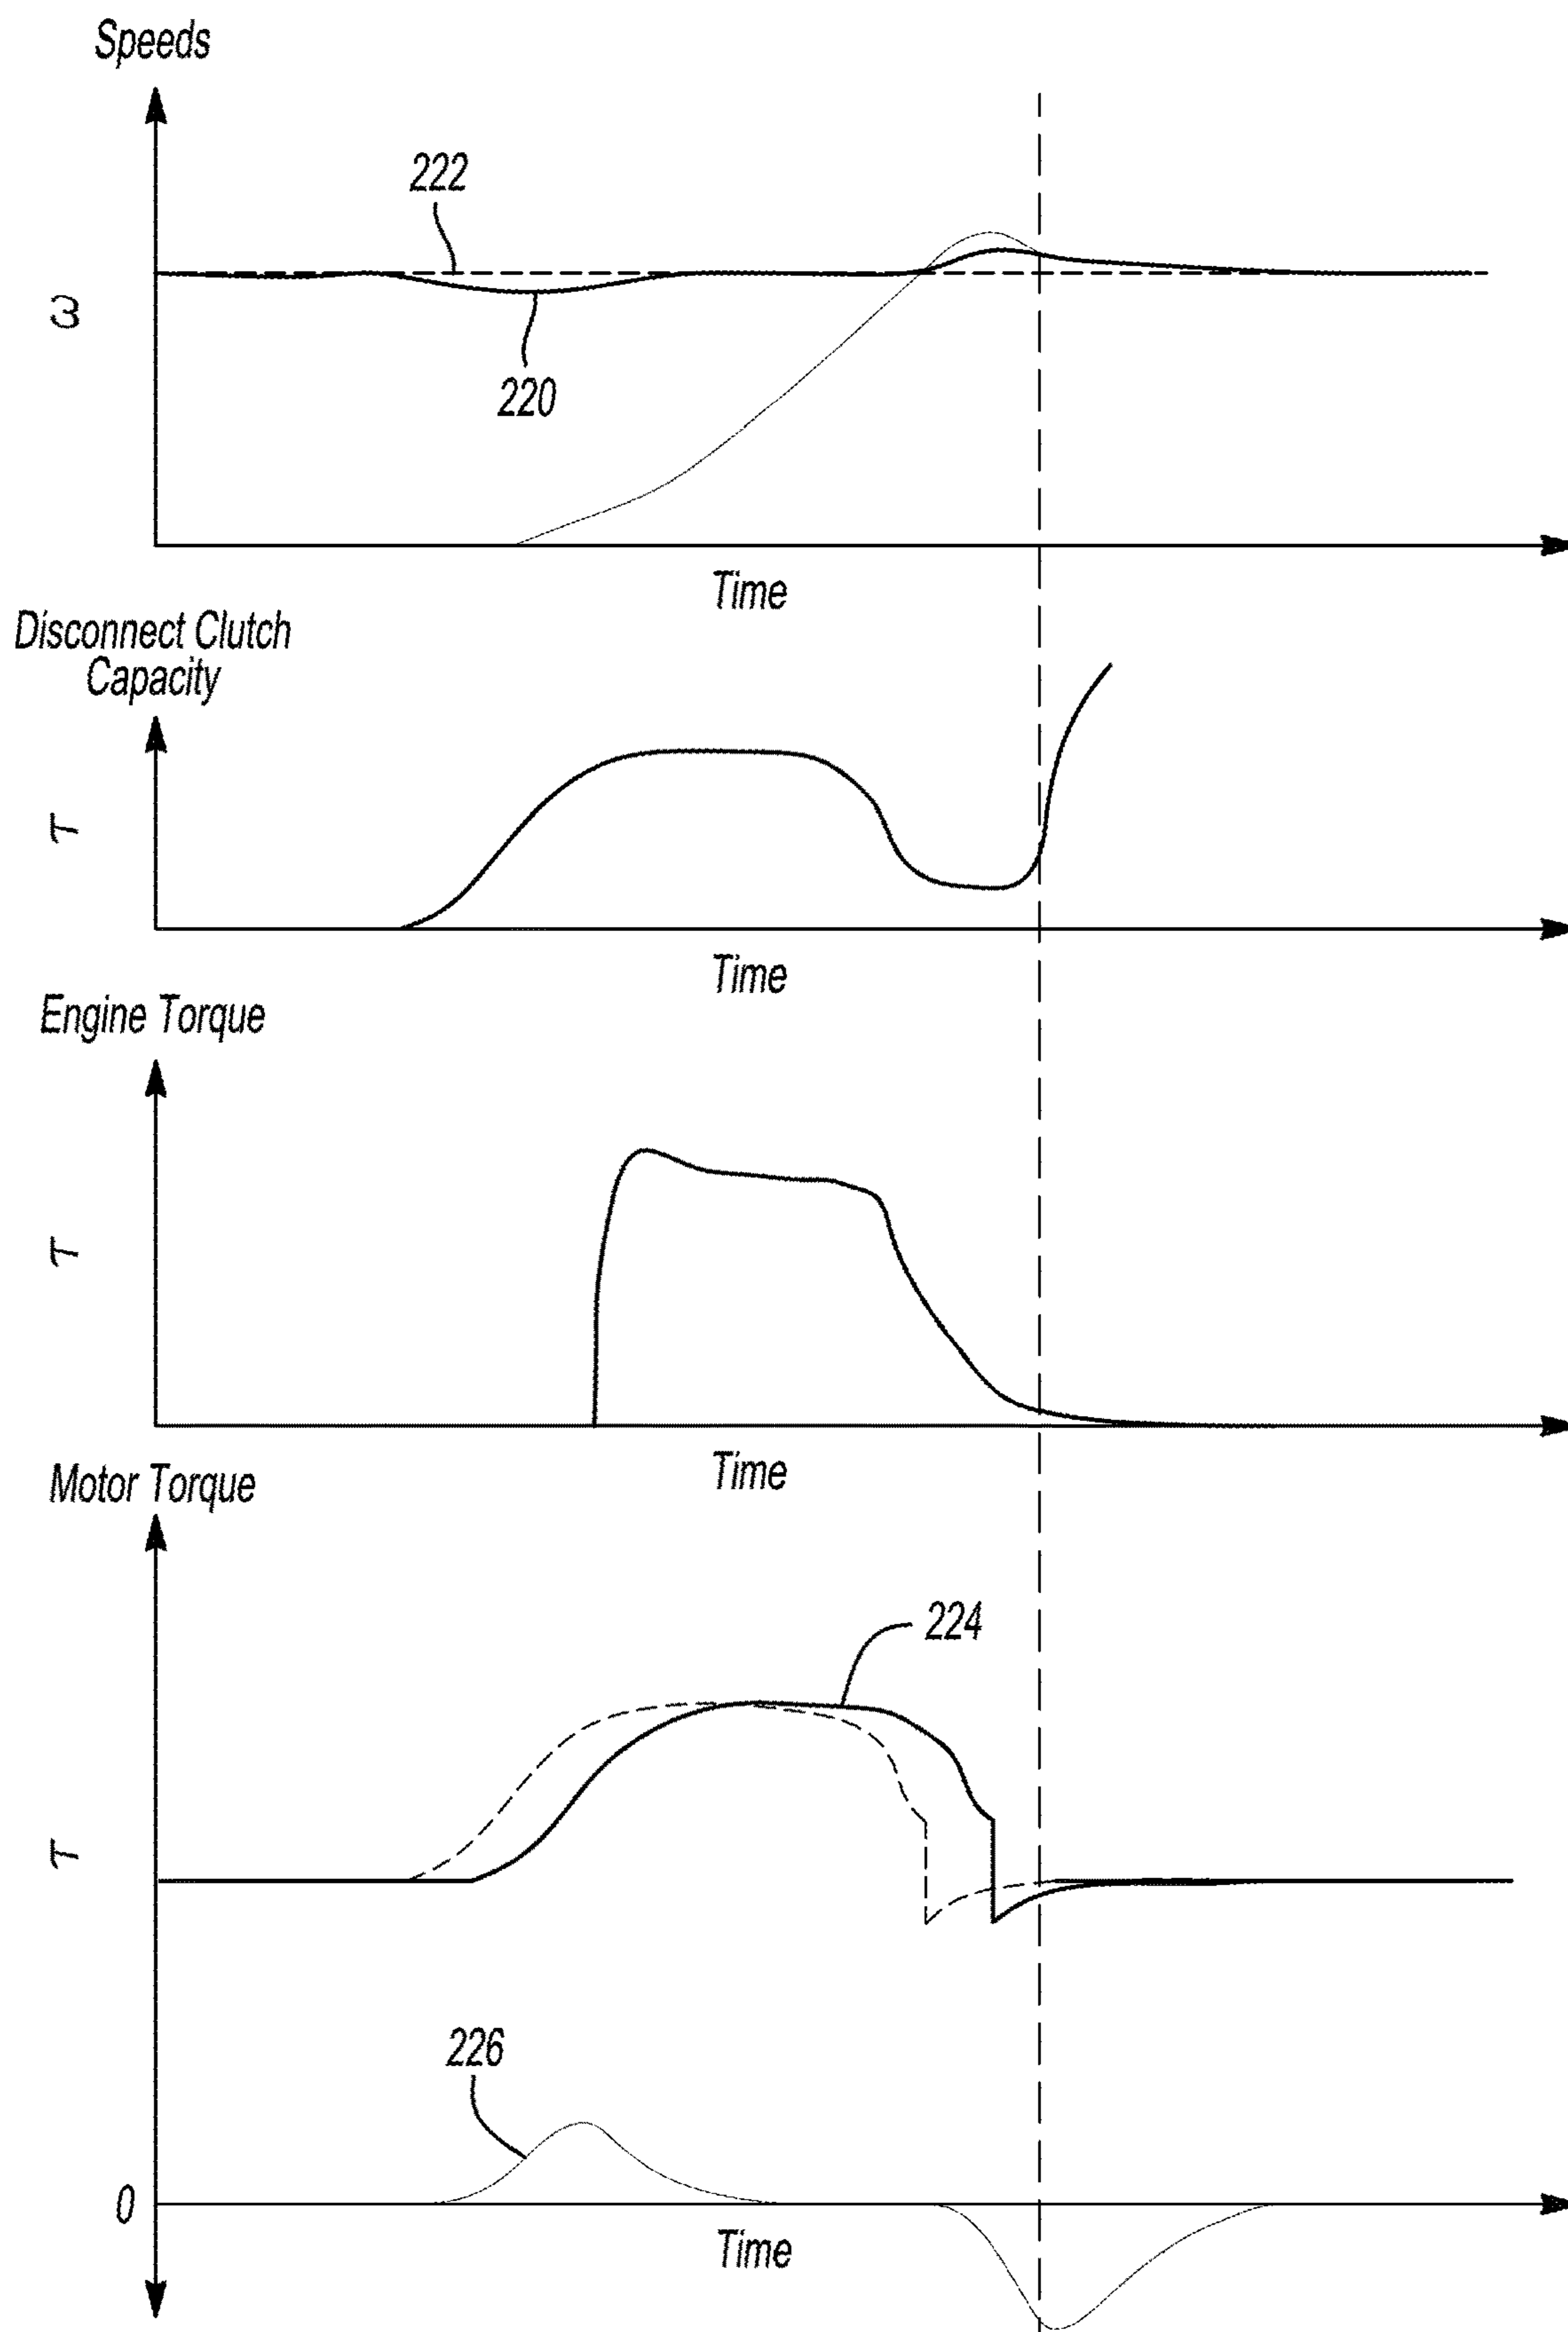 Speeds
222
ω
220
Time
Disconnect Clutch
Capacity
τ
Time
Engine Torque
τ
Time
Motor Torque
224
τ
226
0
Time